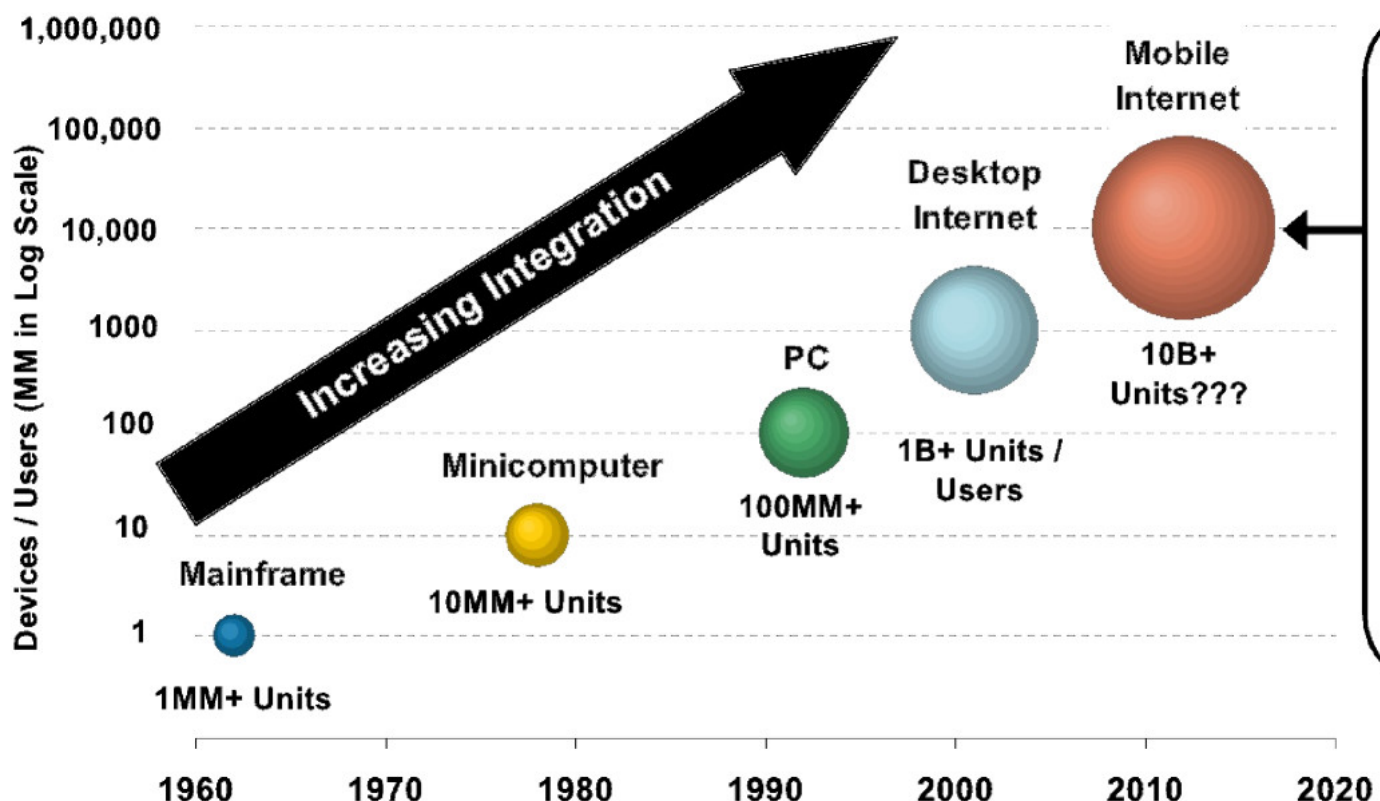 Devices / Users (MM in Log Scale)
1,000,000
100,000
10,000
1000
100
10
1
Increasing Integration
Mainframe
1MM+ Units
Minicomputer
10MM+ Units
PC
100MM+
Units
Desktop
Internet
1B+ Units /
Users
Mobile
Internet
10B+
Units???
1960
1970
1980
1990
2000
2010
2020